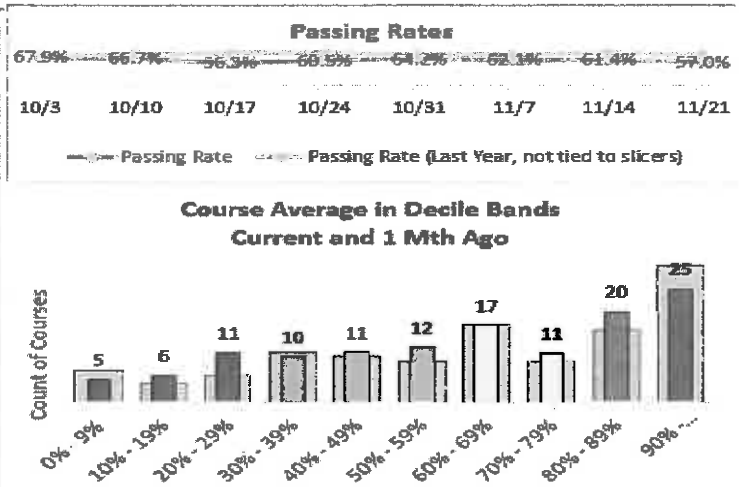 Passing Rates
67.9% 66.7% 56.3% 60.5% 64.2% 62.1% 61.4% 57.0%
10/3 10/10 10/17 10/24 10/31 11/7 11/14 11/21
Passing Rate Passing Rate (Last Year, not tied to slicers)
Course Average in Decile Bands
Current and 1 Mth Ago
Count of Courses
5 6 11 10 11 12 17 11 20 25
0% - 9% 10% - 19% 20% - 29% 30% - 39% 40% - 49% 50% - 59% 60% - 69% 70% - 79% 80% - 89% 90% -...